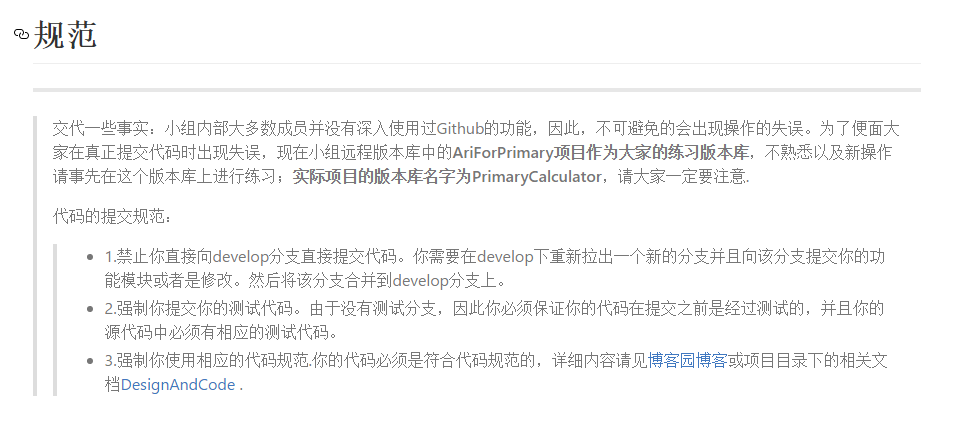 规范
交代一些事实：小组内部大多数成员并没有深入使用过Github的功能，因此，不可避免的会出现操作的失误。为了便面大
家在真正提交代码时出现失误，现在小组远程版本库中的AriForPrimary项目作为大家的练习版本库，不熟悉以及新操作
请事先在这个版本库上进行练习；实际项目的版本库名字为PrimaryCalculator，请大家一定要注意.
代码的提交规范：
1.禁止你直接向develop分支直接提交代码。你需要在develop下重新拉出一个新的分支并且向该分支提交你的功
能模块或者是修改。然后将该分支合并到develop分支上。
2.强制你提交你的测试代码。由于没有测试分支，因此你必须保证你的代码在提交之前是经过测试的，并且你的
源代码中必须有相应的测试代码。
3.强制你使用相应的代码规范.你的代码必须是符合代码规范的，详细内容请见博客园博客或项目目录下的相关文
档DesignAndCode .